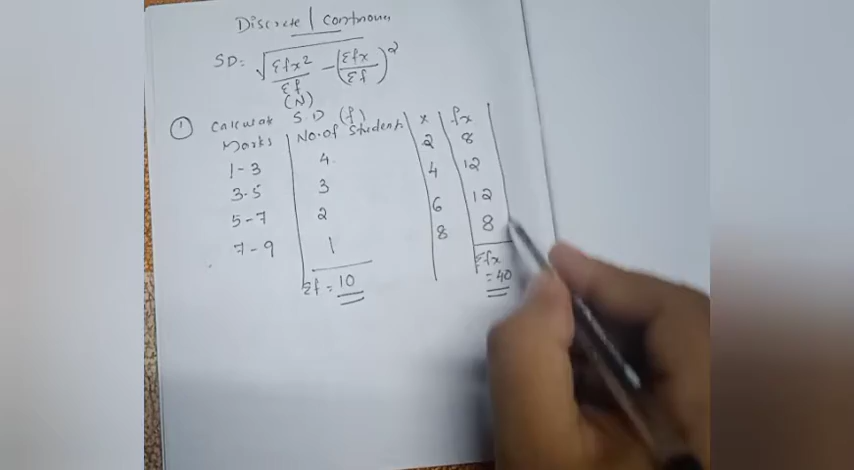 Discrete | Continous
SD = √ Σfx² / Σf (N) - ( Σfx / Σf )²
① Calculate S D
Marks No. of Students (f) x fx
1-3 4 2 8
3-5 3 4 12
5-7 2 6 12
7-9 1 8 8
Σf = 10 Σfx = 40